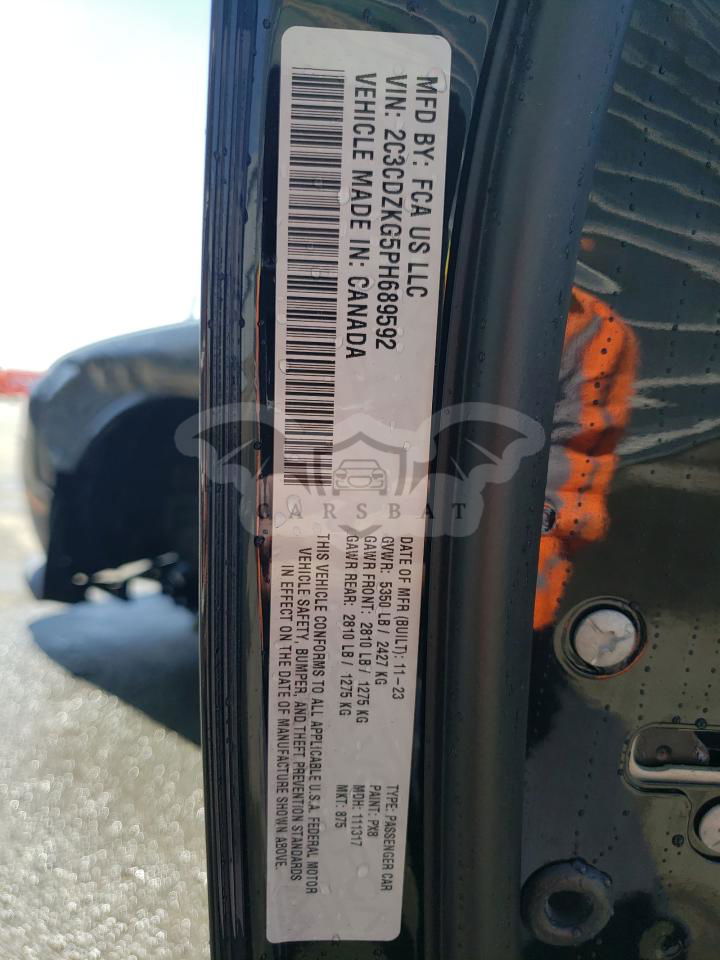 MFD BY: FCA US LLC
VIN: 2C3CDZKG5PH689592
VEHICLE MADE IN: CANADA
DATE OF MFR (BUILT): 11-23
GVWR: 5350 LB / 2427 KG
GAWR FRONT: 2810 LB / 1275 KG
GAWR REAR: 2810 LB / 1275 KG
THIS VEHICLE CONFORMS TO ALL APPLICABLE U.S.A. FEDERAL MOTOR
VEHICLE SAFETY, BUMPER, AND THEFT PREVENTION STANDARDS
IN EFFECT ON THE DATE OF MANUFACTURE SHOWN ABOVE.
TYPE: PASSENGER CAR
PAINT: PX8
MDH: 111317
MKT: 875
CARSBAT